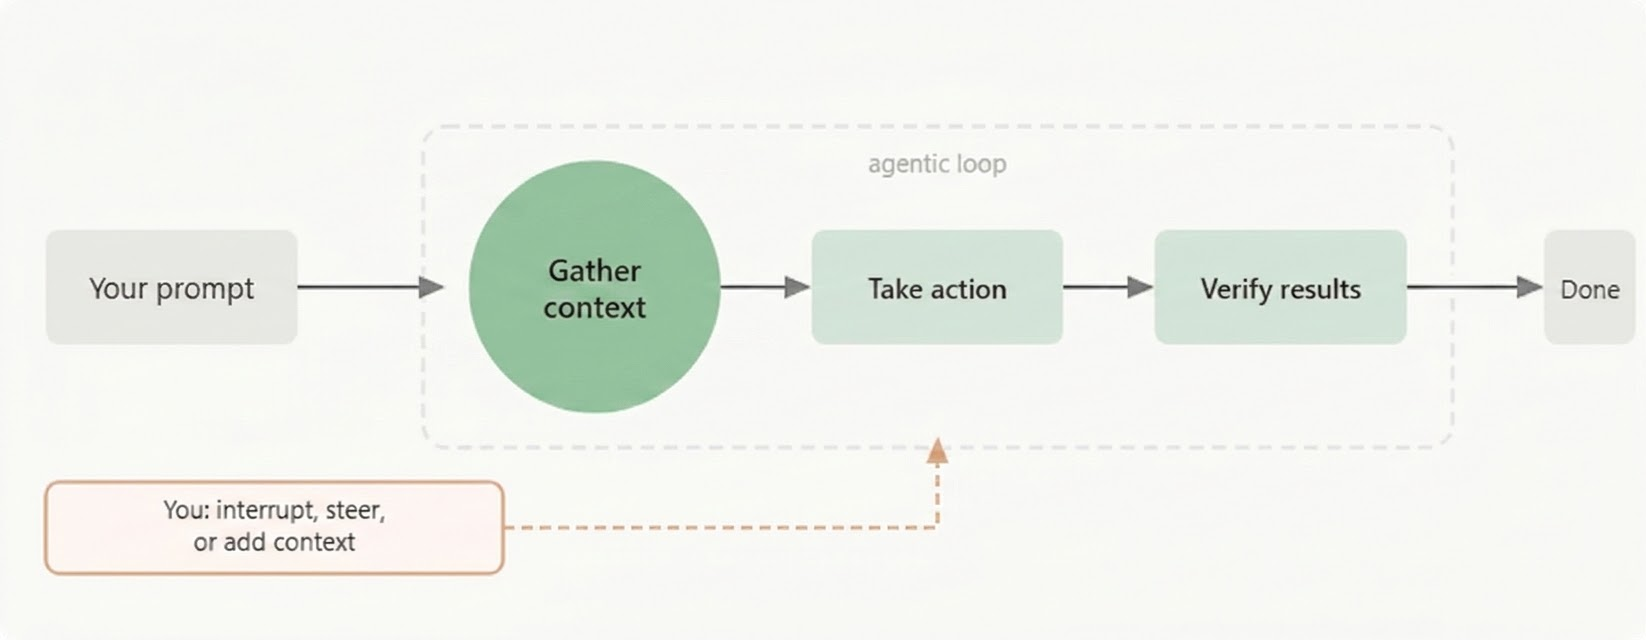 agentic loop
Your prompt
Gather
context
Take action
Verify results
Done
You: interrupt, steer,
or add context